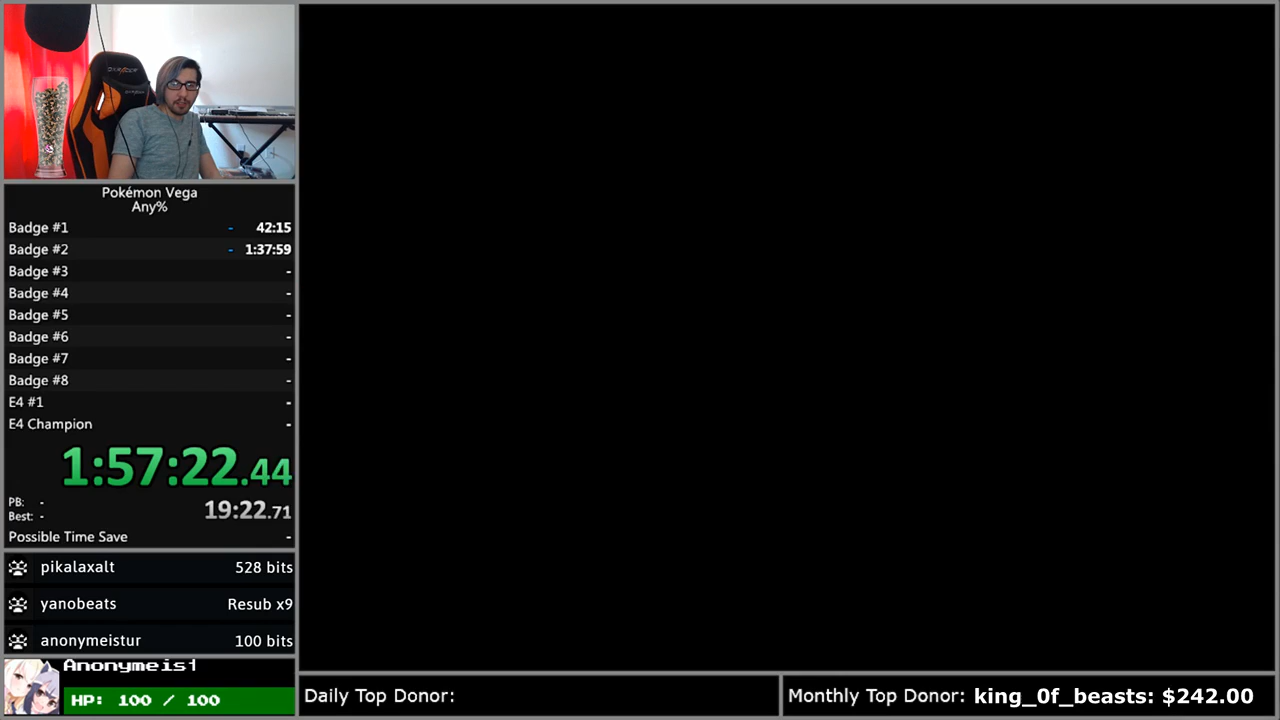 Pokémon Vega
Any%
Badge #1 - 42:15
Badge #2 - 1:37:59
Badge #3 -
Badge #4 -
Badge #5 -
Badge #6 -
Badge #7 -
Badge #8 -
E4 #1 -
E4 Champion -
1:57:22.44
PB: -
Best: -
19:22.71
Possible Time Save -
pikalaxalt 528 bits
yanobeats Resub x9
anonymeistur 100 bits
Anonymeist
HP: 100 / 100
Daily Top Donor:
Monthly Top Donor: king_0f_beasts: $242.00